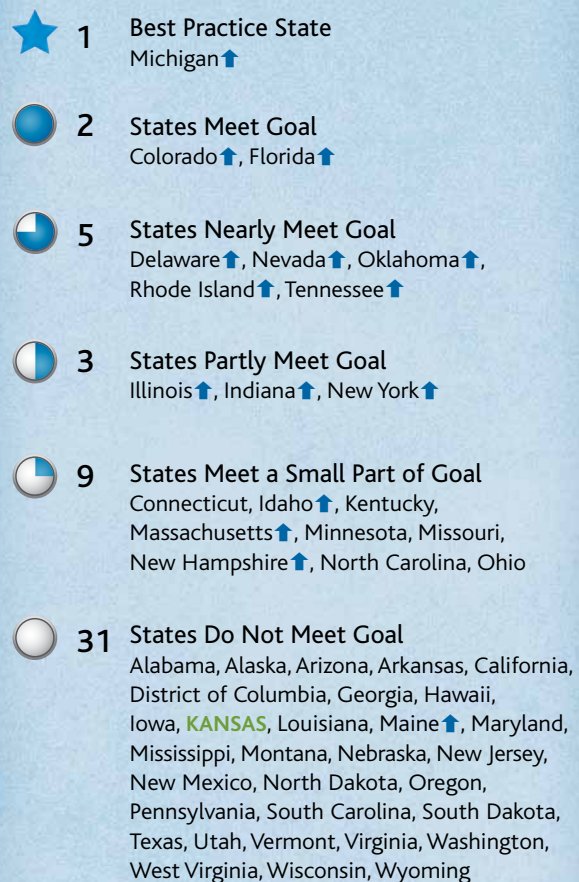 1 Best Practice State
Michigan⬆
2 States Meet Goal
Colorado⬆, Florida⬆
5 States Nearly Meet Goal
Delaware⬆, Nevada⬆, Oklahoma⬆,
Rhode Island⬆, Tennessee⬆
3 States Partly Meet Goal
Illinois⬆, Indiana⬆, New York⬆
9 States Meet a Small Part of Goal
Connecticut, Idaho⬆, Kentucky,
Massachusetts⬆, Minnesota, Missouri,
New Hampshire⬆, North Carolina, Ohio
31 States Do Not Meet Goal
Alabama, Alaska, Arizona, Arkansas, California,
District of Columbia, Georgia, Hawaii,
Iowa, KANSAS, Louisiana, Maine⬆, Maryland,
Mississippi, Montana, Nebraska, New Jersey,
New Mexico, North Dakota, Oregon,
Pennsylvania, South Carolina, South Dakota,
Texas, Utah, Vermont, Virginia, Washington,
West Virginia, Wisconsin, Wyoming